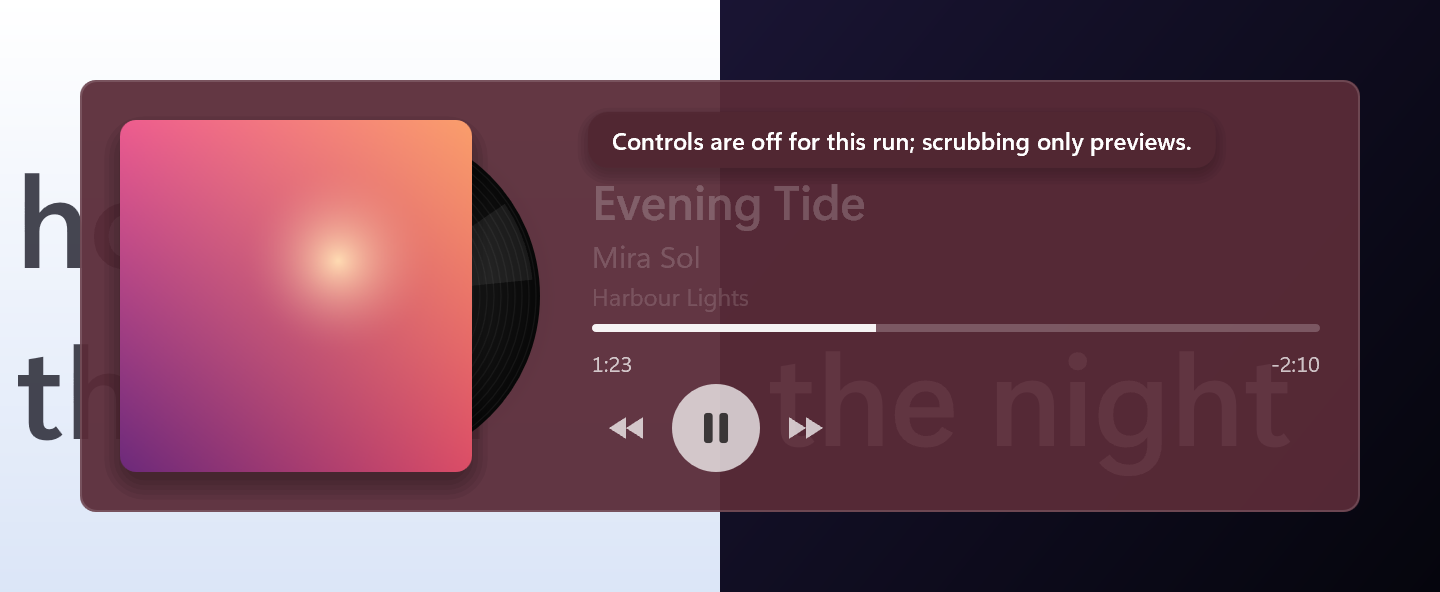 Controls are off for this run; scrubbing only previews.
Evening Tide
Mira Sol
Harbour Lights
1:23
-2:10
the night